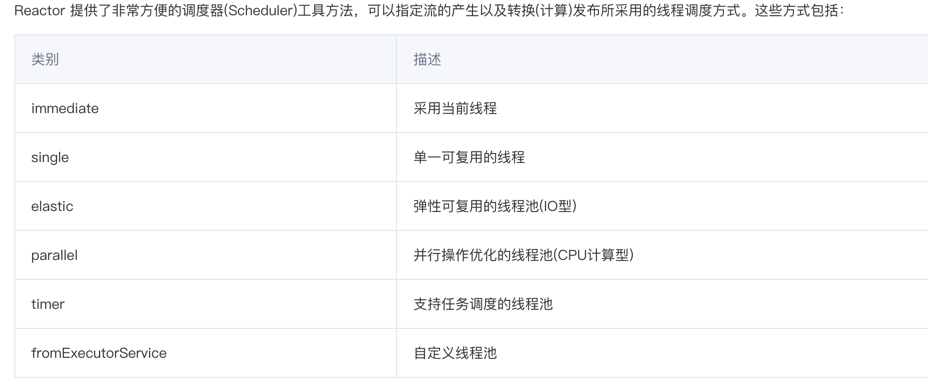 Reactor 提供了非常方便的调度器(Scheduler)工具方法，可以指定流的产生以及转换(计算)发布所采用的线程调度方式。这些方式包括：
类别 描述
immediate 采用当前线程
single 单一可复用的线程
elastic 弹性可复用的线程池(IO型)
parallel 并行操作优化的线程池(CPU计算型)
timer 支持任务调度的线程池
fromExecutorService 自定义线程池